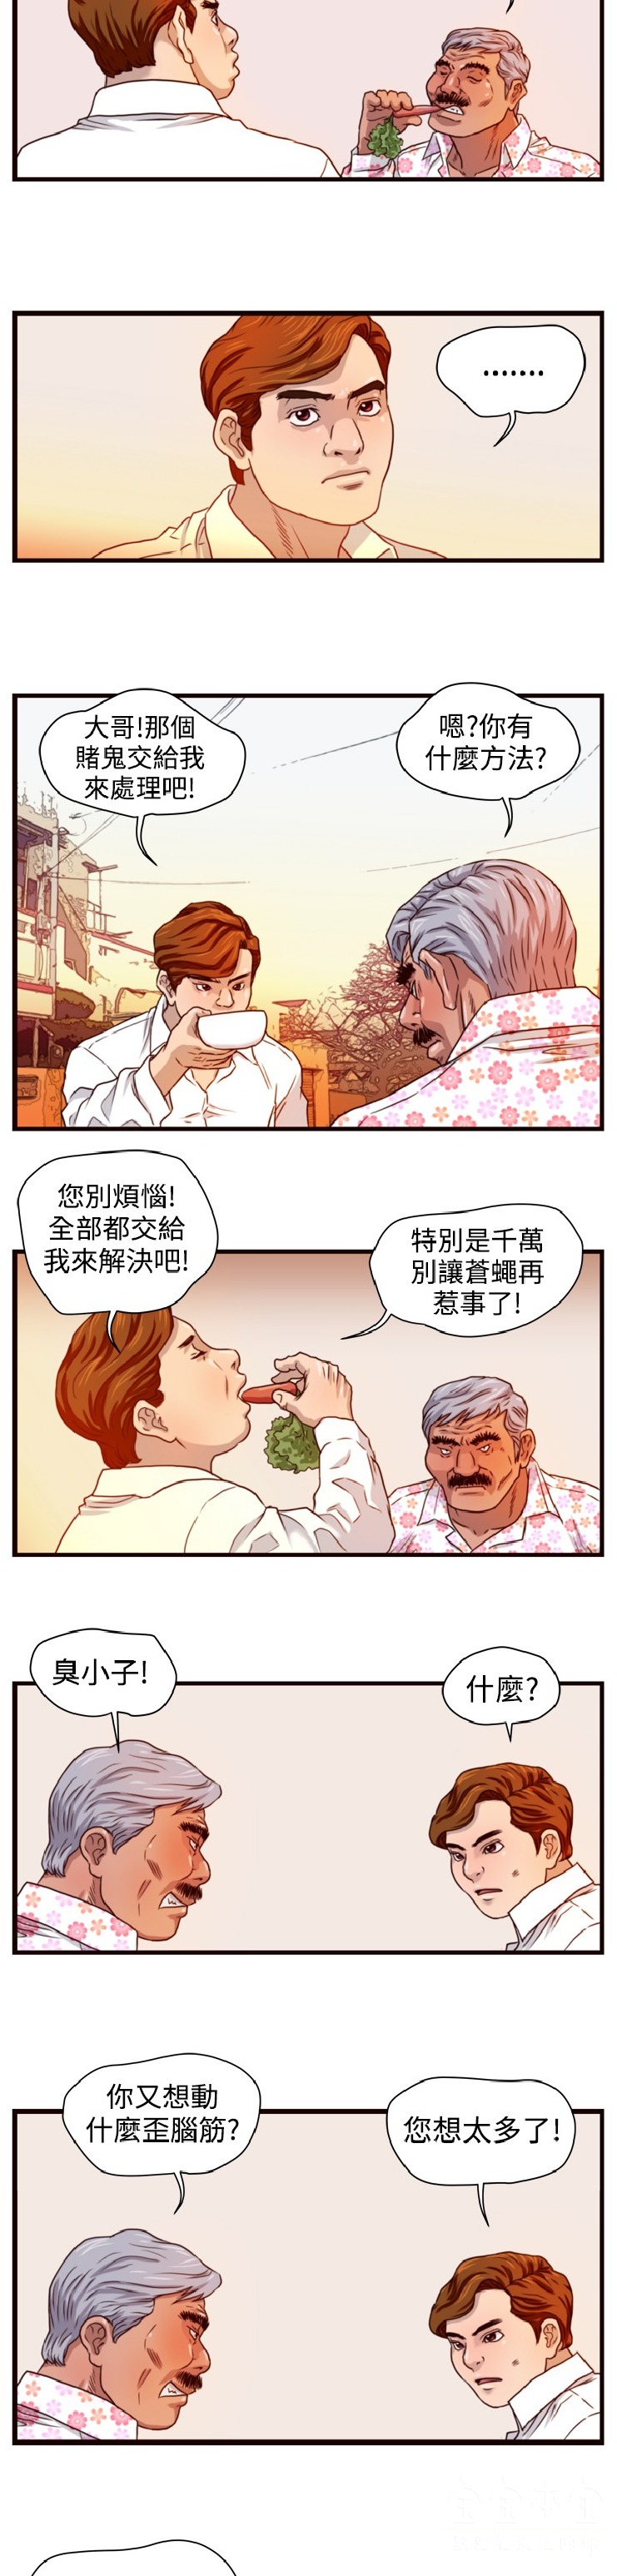 .......
大哥!那個
賭鬼交給我
來處理吧!
嗯?你有
什麼方法?
您別煩惱!
全部都交給
我來解決吧!
特別是千萬
別讓蒼蠅再
惹事了!
臭小子!
什麼?
你又想動
什麼歪腦筋?
您想太多了!